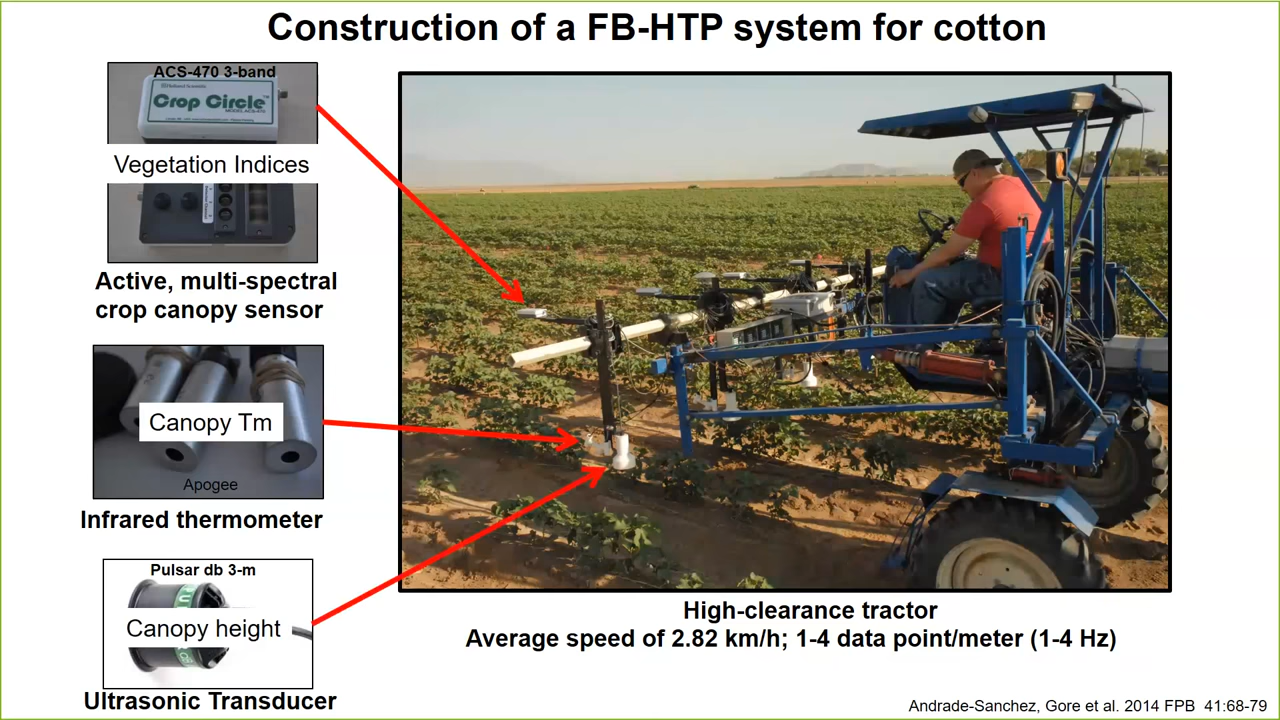 Construction of a FB-HTP system for cotton
ACS-470 3-band
Crop Circle™
Vegetation Indices
Active, multi-spectral
crop canopy sensor
Canopy Tm
Apogee
Infrared thermometer
Pulsar db 3-m
Canopy height
Ultrasonic Transducer
High-clearance tractor
Average speed of 2.82 km/h; 1-4 data point/meter (1-4 Hz)
Andrade-Sanchez, Gore et al. 2014 FPB 41:68-79